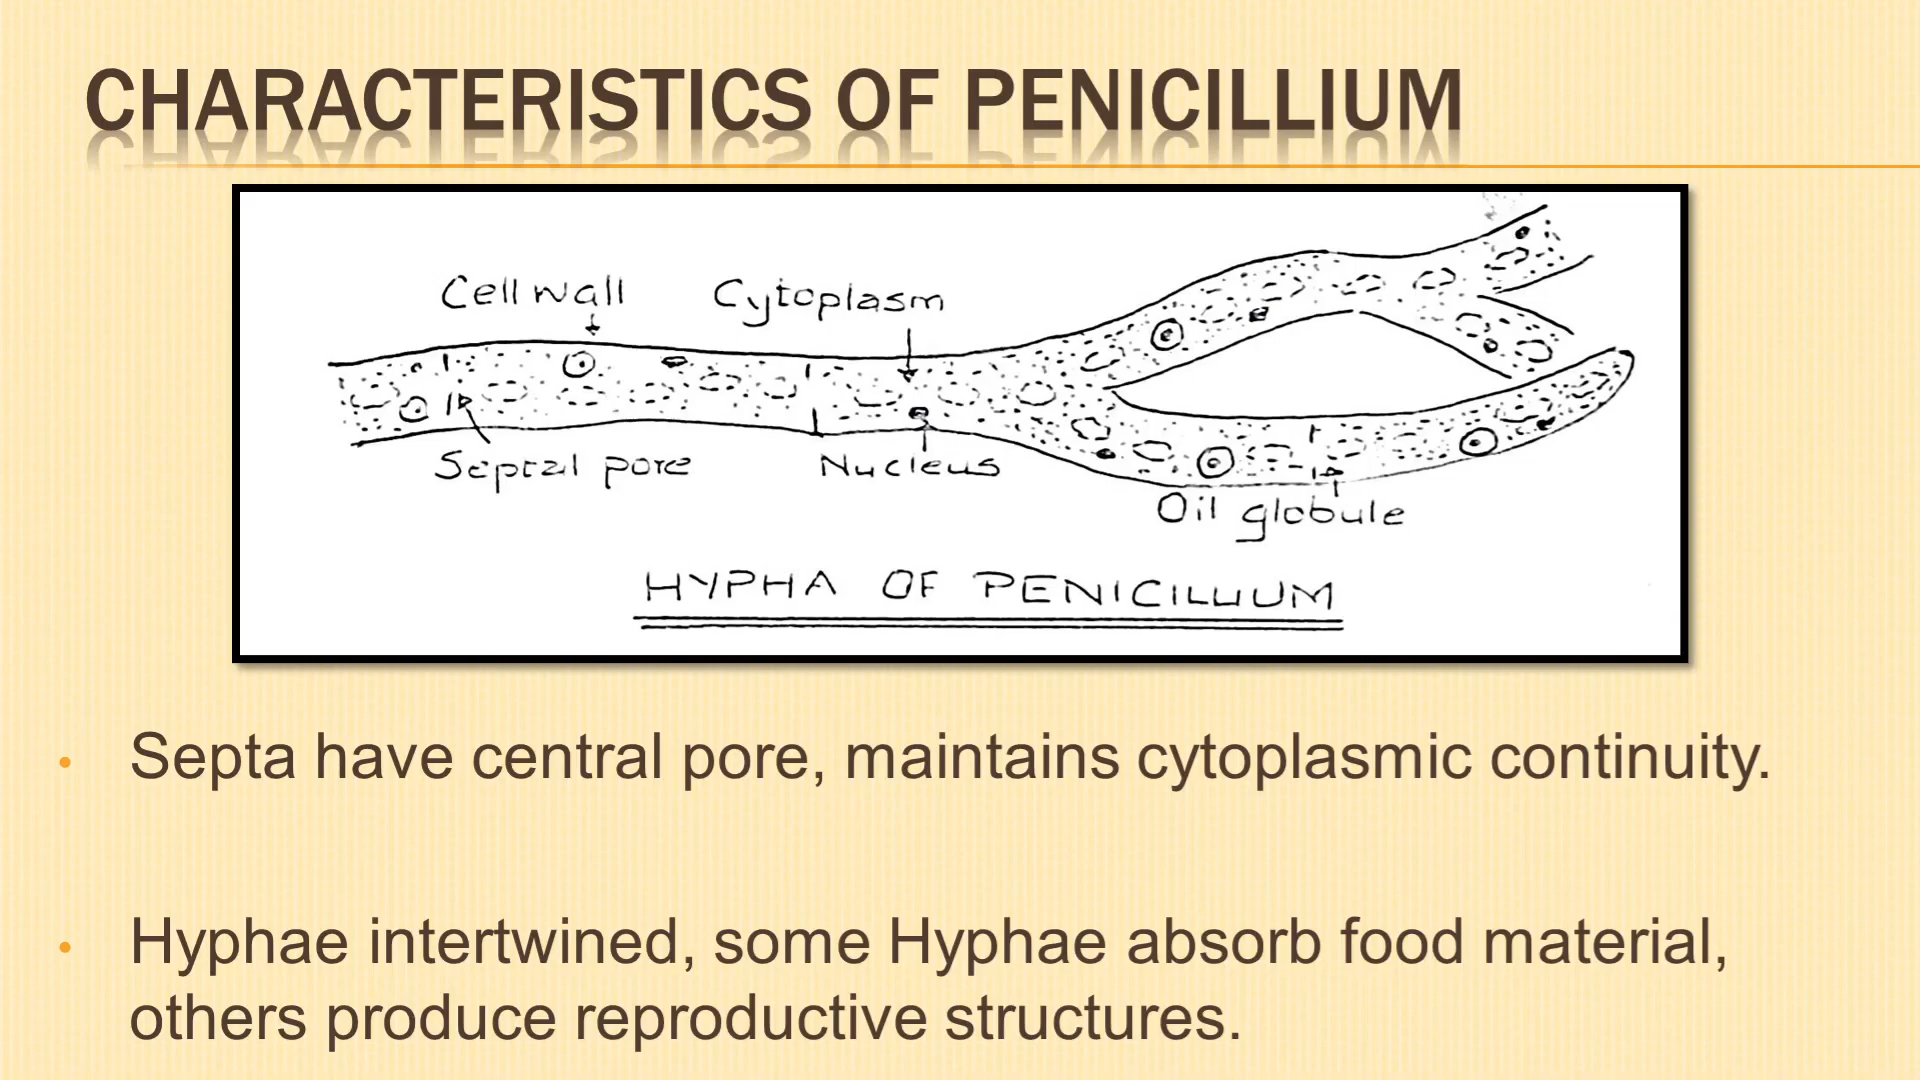 CHARACTERISTICS OF PENICILLIUM
Cell wall Cytoplasm
Septal pore Nucleus
Oil globule
HYPHA OF PENICILLIUM
• Septa have central pore, maintains cytoplasmic continuity.
• Hyphae intertwined, some Hyphae absorb food material,
others produce reproductive structures.